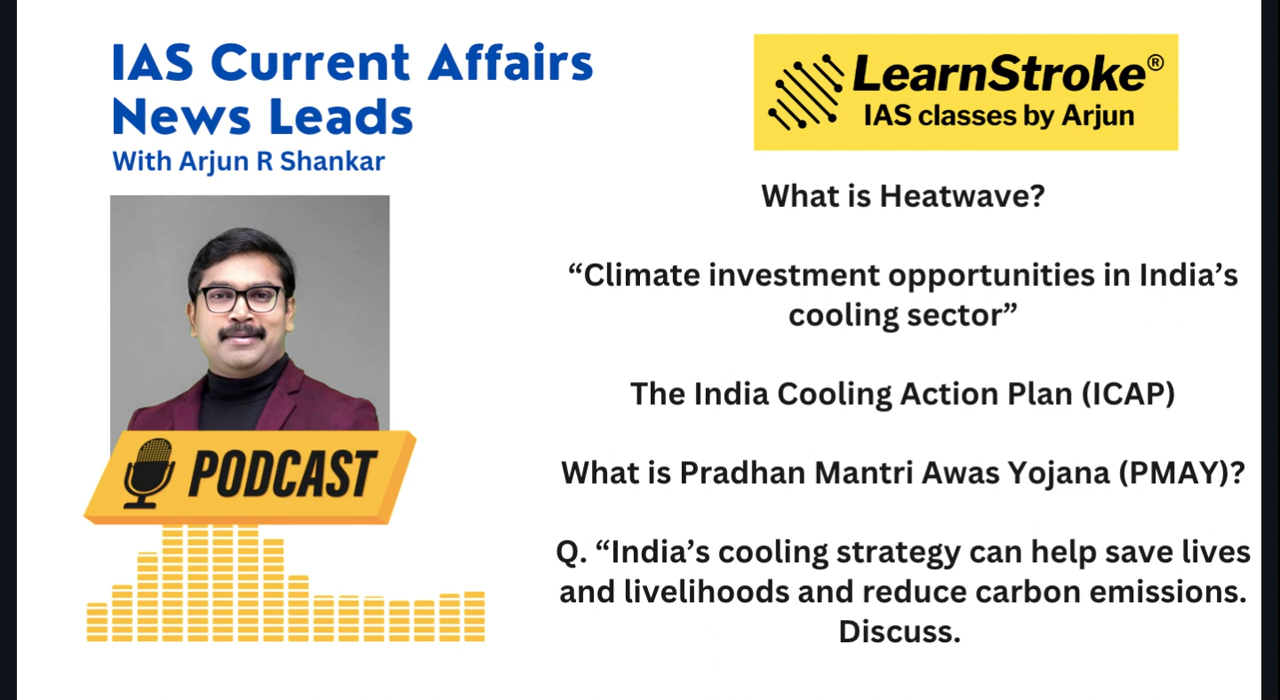 IAS Current Affairs
News Leads
With Arjun R Shankar
LearnStroke®
IAS classes by Arjun
What is Heatwave?
“Climate investment opportunities in India’s
cooling sector”
The India Cooling Action Plan (ICAP)
What is Pradhan Mantri Awas Yojana (PMAY)?
Q. “India’s cooling strategy can help save lives
and livelihoods and reduce carbon emissions.
Discuss.
PODCAST